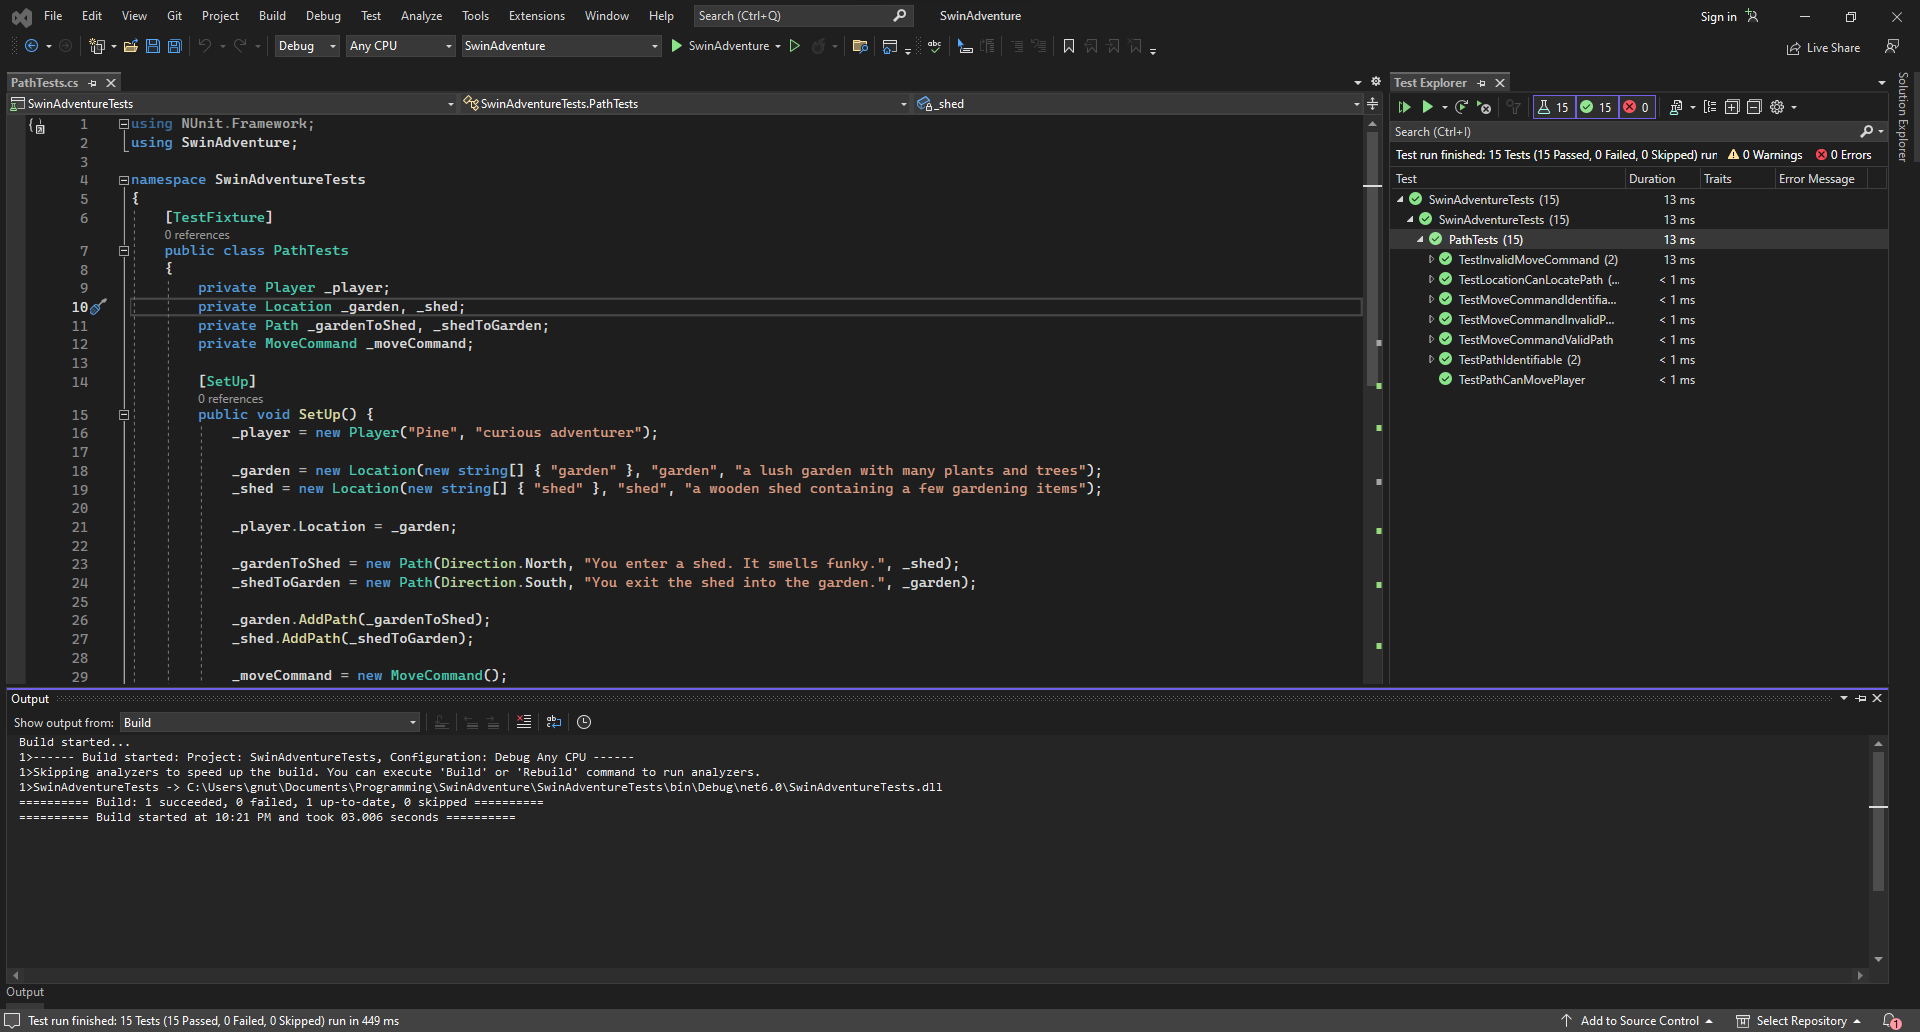 File Edit View Git Project Build Debug Test Analyze Tools Extensions Window Help Search (Ctrl+Q) SwinAdventure Sign in
Debug Any CPU SwinAdventure SwinAdventure Live Share
PathTests.cs
SwinAdventureTests SwinAdventureTests.PathTests _shed
1 using NUnit.Framework;
2 using SwinAdventure;
3
4 namespace SwinAdventureTests
5 {
6 [TestFixture]
0 references
7 public class PathTests
8 {
9 private Player _player;
10 private Location _garden, _shed;
11 private Path _gardenToShed, _shedToGarden;
12 private MoveCommand _moveCommand;
13
14 [SetUp]
0 references
15 public void SetUp() {
16 _player = new Player("Pine", "curious adventurer");
17
18 _garden = new Location(new string[] { "garden" }, "garden", "a lush garden with many plants and trees");
19 _shed = new Location(new string[] { "shed" }, "shed", "a wooden shed containing a few gardening items");
20
21 _player.Location = _garden;
22
23 _gardenToShed = new Path(Direction.North, "You enter a shed. It smells funky.", _shed);
24 _shedToGarden = new Path(Direction.South, "You exit the shed into the garden.", _garden);
25
26 _garden.AddPath(_gardenToShed);
27 _shed.AddPath(_shedToGarden);
28
29 _moveCommand = new MoveCommand();
Test Explorer
15 15 0
Search (Ctrl+I)
Test run finished: 15 Tests (15 Passed, 0 Failed, 0 Skipped) run 0 Warnings 0 Errors
Test Duration Traits Error Message
SwinAdventureTests (15) 13 ms
SwinAdventureTests (15) 13 ms
PathTests (15) 13 ms
TestInvalidMoveCommand (2) 13 ms
TestLocationCanLocatePath (... < 1 ms
TestMoveCommandIdentifia... < 1 ms
TestMoveCommandInvalidP... < 1 ms
TestMoveCommandValidPath < 1 ms
TestPathIdentifiable (2) < 1 ms
TestPathCanMovePlayer < 1 ms
Solution Explorer
Output
Show output from: Build
Build started...
1>------ Build started: Project: SwinAdventureTests, Configuration: Debug Any CPU ------
1>Skipping analyzers to speed up the build. You can execute 'Build' or 'Rebuild' command to run analyzers.
1>SwinAdventureTests -> C:\Users\gnut\Documents\Programming\SwinAdventure\SwinAdventureTests\bin\Debug\net6.0\SwinAdventureTests.dll
========== Build: 1 succeeded, 0 failed, 1 up-to-date, 0 skipped ==========
========== Build started at 10:21 PM and took 03.006 seconds ==========
Output
Test run finished: 15 Tests (15 Passed, 0 Failed, 0 Skipped) run in 449 ms Add to Source Control Select Repository 1